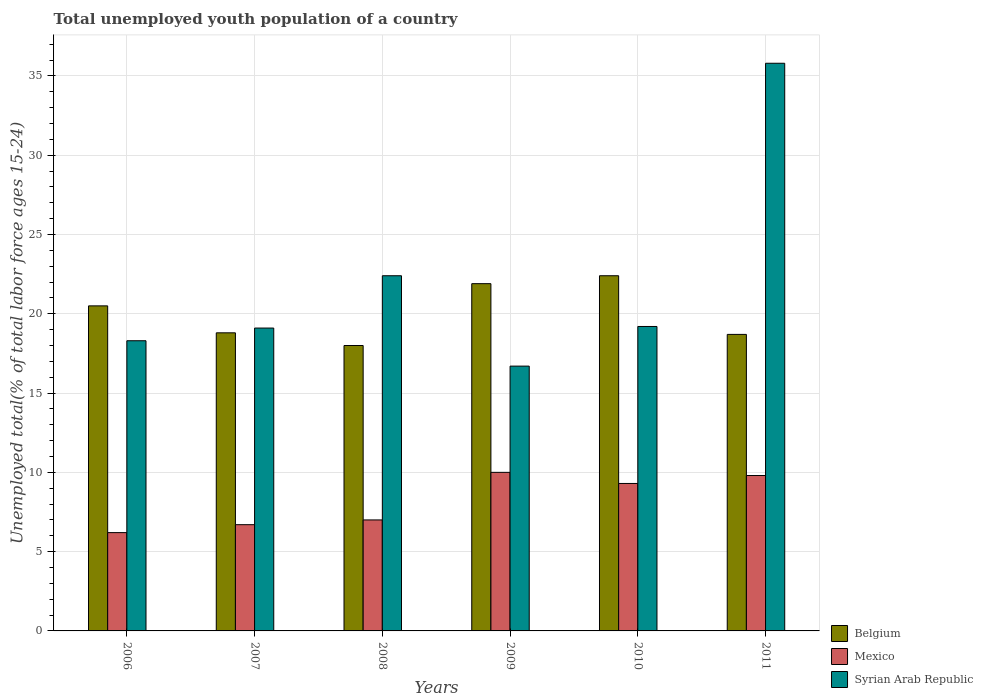 Total unemployed youth population of a country
Unemployed total(% of total labor force ages 15-24)
35
30
25
20
15
10
5
0
2006
2007
2008
2009
2010
2011
Years
Belgium
Mexico
Syrian Arab Republic